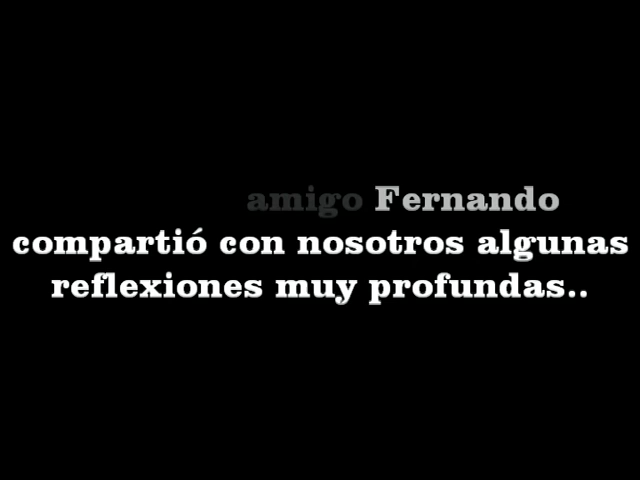 amigo Fernando
compartió con nosotros algunas
reflexiones muy profundas..